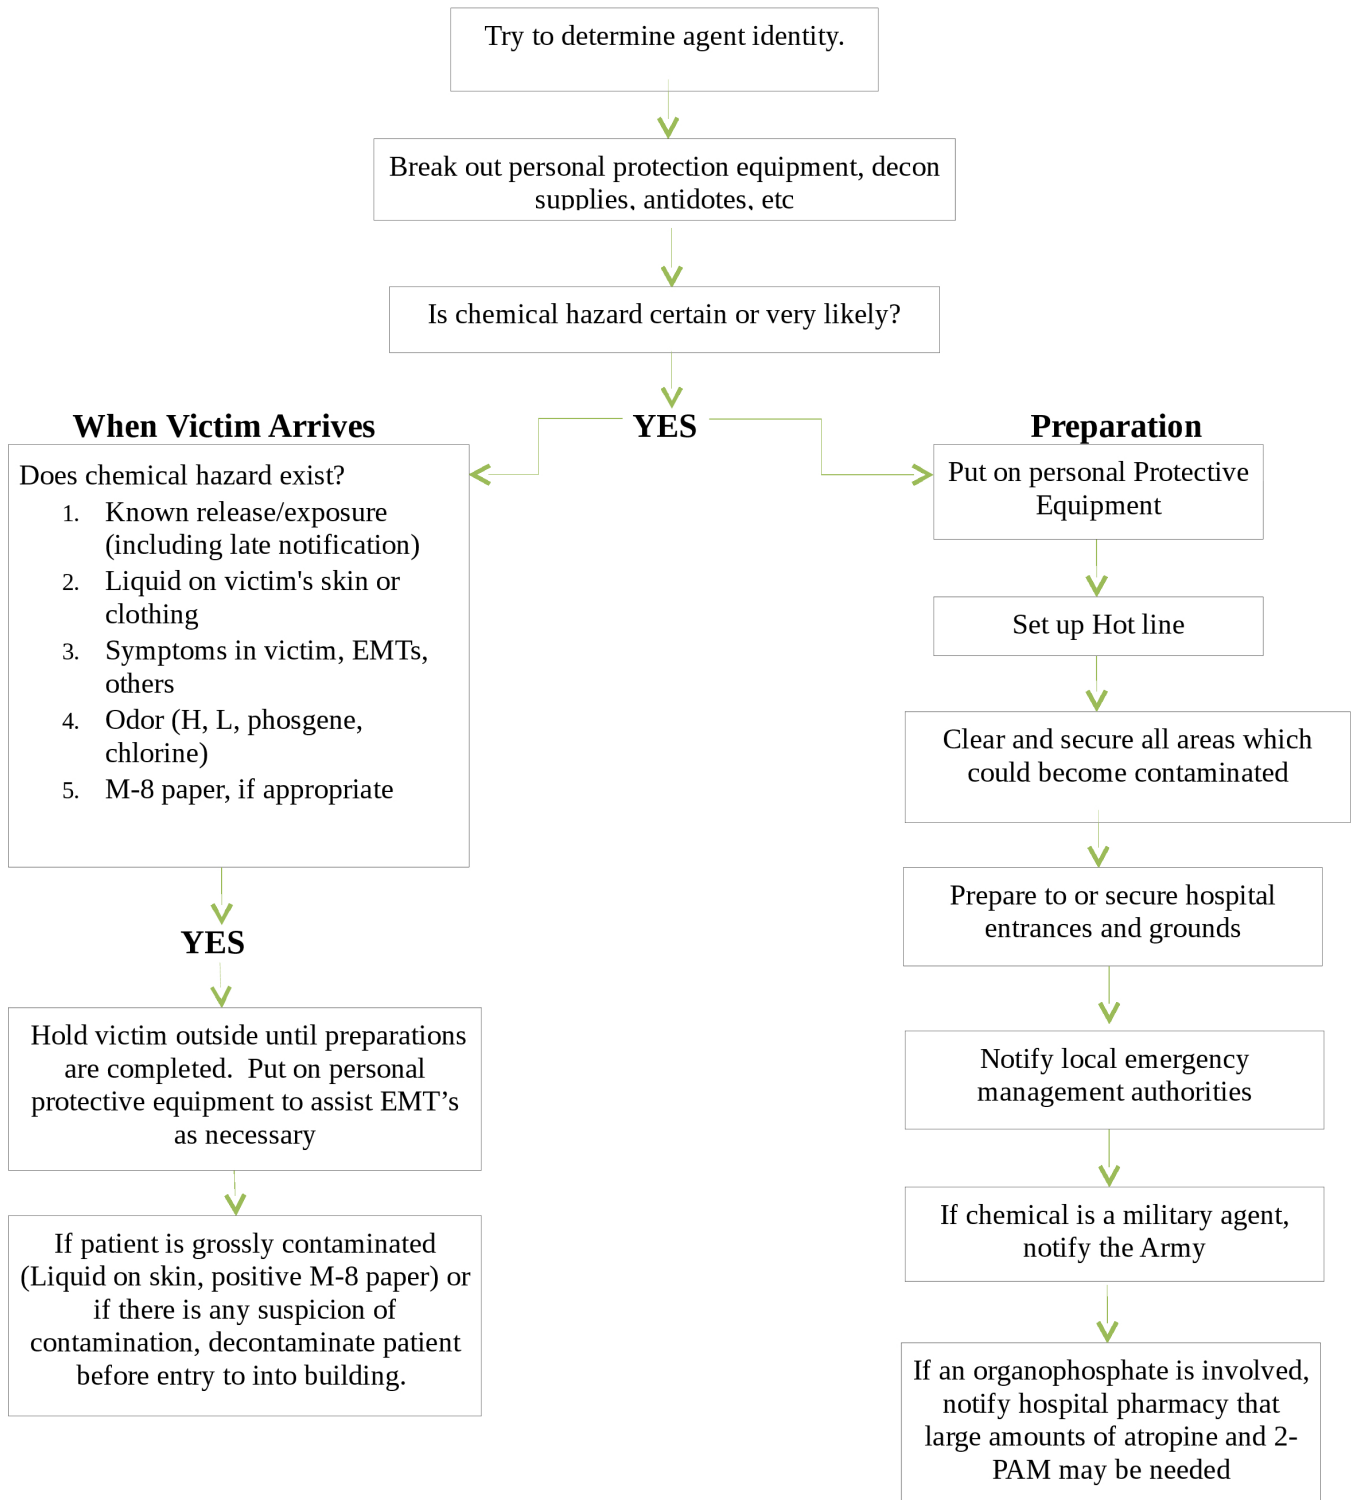 Try to determine agent identity.
Break out personal protection equipment, decon
supplies, antidotes, etc
Is chemical hazard certain or very likely?
YES
When Victim Arrives
Does chemical hazard exist?
1. Known release/exposure
(including late notification)
2. Liquid on victim's skin or
clothing
3. Symptoms in victim, EMTs,
others
4. Odor (H, L, phosgene,
chlorine)
5. M-8 paper, if appropriate
YES
Hold victim outside until preparations
are completed.  Put on personal
protective equipment to assist EMT’s
as necessary
If patient is grossly contaminated
(Liquid on skin, positive M-8 paper) or
if there is any suspicion of
contamination, decontaminate patient
before entry to into building.
Preparation
Put on personal Protective
Equipment
Set up Hot line
Clear and secure all areas which
could become contaminated
Prepare to or secure hospital
entrances and grounds
Notify local emergency
management authorities
If chemical is a military agent,
notify the Army
If an organophosphate is involved,
notify hospital pharmacy that
large amounts of atropine and 2-
PAM may be needed